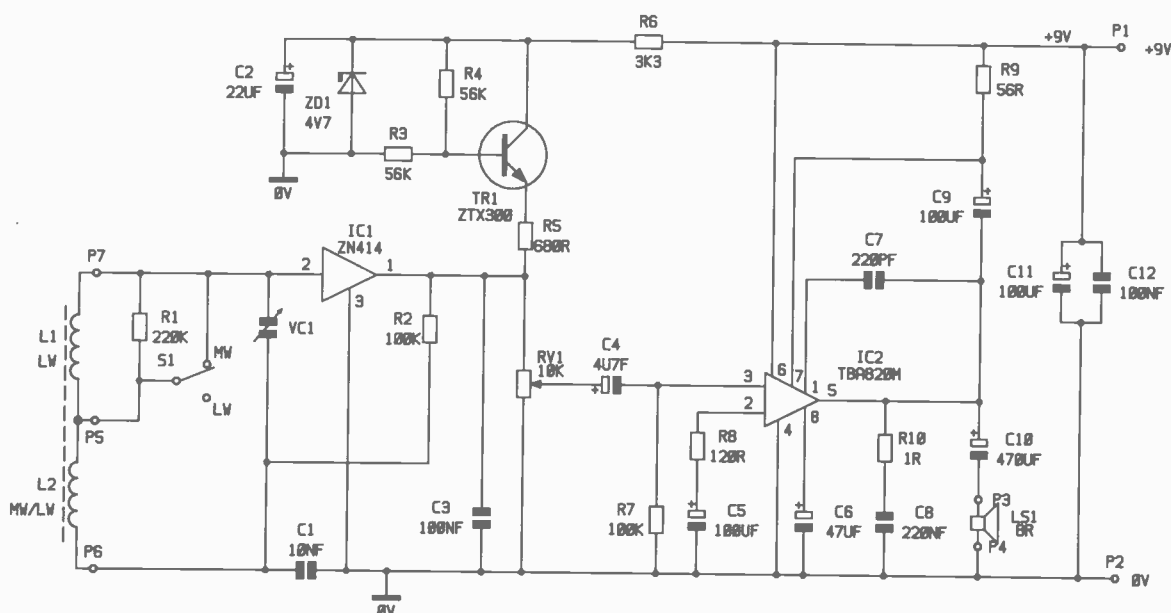 R6
3K3
+9V
P1
+9V
C2
22UF
+
ZD1
4V7
R4
56K
R3
56K
R9
56R
0V
TR1
ZTX300
R5
680R
C9
100UF
+
IC1
ZN414
C7
220PF
P7
2
1
3
C11
100UF
+
C12
100NF
L1
LW
R1
220K
S1
MW
LW
VC1
R2
100K
RV1
10K
C4
4U7F
+
IC2
TBA820M
3
6
7
1
5
2
4
8
P5
R8
120R
R10
1R
C10
470UF
+
L2
MW/LW
C3
100NF
R7
100K
C5
100UF
+
C6
47UF
+
C8
220NF
P3
LS1
8R
P4
P6
C1
10NF
0V
P2
0V